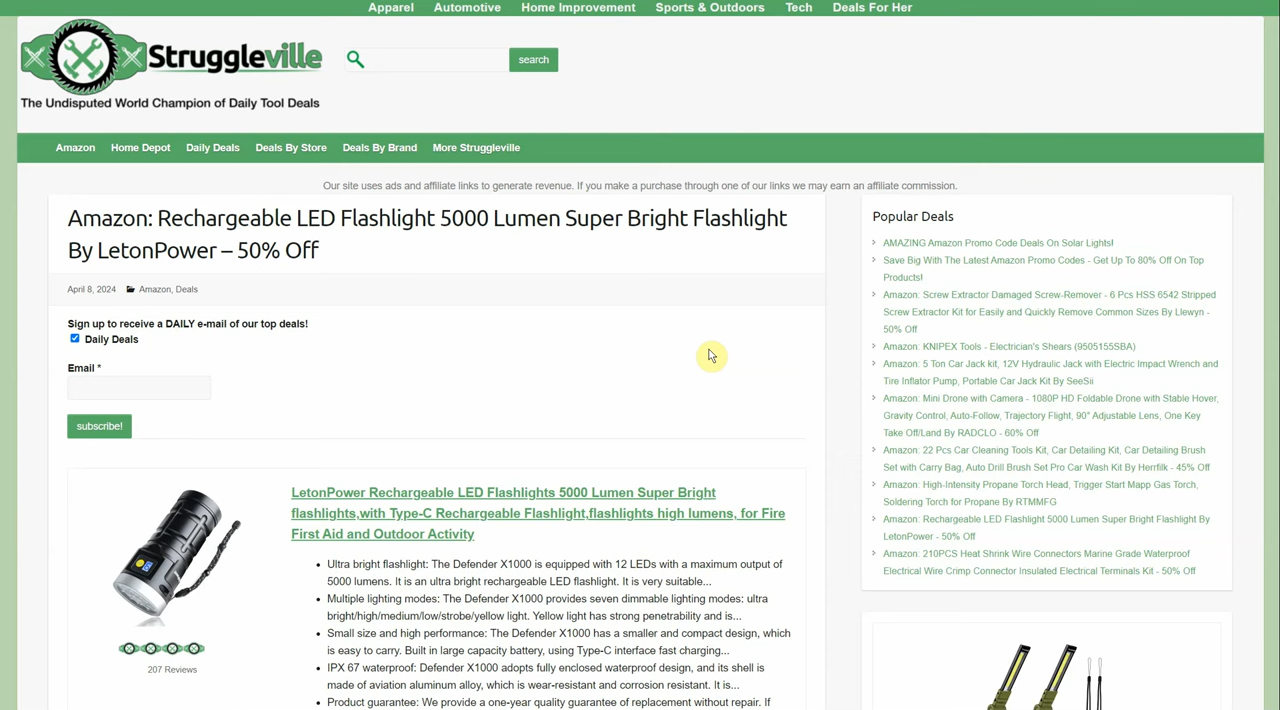 Apparel Automotive Home Improvement Sports & Outdoors Tech Deals For Her
Struggleville
The Undisputed World Champion of Daily Tool Deals
search
Amazon Home Depot Daily Deals Deals By Store Deals By Brand More Struggleville
Our site uses ads and affiliate links to generate revenue. If you make a purchase through one of our links we may earn an affiliate commission.
Amazon: Rechargeable LED Flashlight 5000 Lumen Super Bright Flashlight
By LetonPower – 50% Off
April 8, 2024 Amazon, Deals
Sign up to receive a DAILY e-mail of our top deals!
Daily Deals
Email *
subscribe!
LetonPower Rechargeable LED Flashlights 5000 Lumen Super Bright
flashlights,with Type-C Rechargeable Flashlight,flashlights high lumens, for Fire
First Aid and Outdoor Activity
Ultra bright flashlight: The Defender X1000 is equipped with 12 LEDs with a maximum output of
5000 lumens. It is an ultra bright rechargeable LED flashlight. It is very suitable...
Multiple lighting modes: The Defender X1000 provides seven dimmable lighting modes: ultra
bright/high/medium/low/strobe/yellow light. Yellow light has strong penetrability and is...
Small size and high performance: The Defender X1000 has a smaller and compact design, which
is easy to carry. Built in large capacity battery, using Type-C interface fast charging...
IPX 67 waterproof: Defender X1000 adopts fully enclosed waterproof design, and its shell is
made of aviation aluminum alloy, which is wear-resistant and corrosion resistant. It is...
Product guarantee: We provide a one-year quality guarantee of replacement without repair. If
207 Reviews
Popular Deals
AMAZING Amazon Promo Code Deals On Solar Lights!
Save Big With The Latest Amazon Promo Codes - Get Up To 80% Off On Top
Products!
Amazon: Screw Extractor Damaged Screw-Remover - 6 Pcs HSS 6542 Stripped
Screw Extractor Kit for Easily and Quickly Remove Common Sizes By Llewyn -
50% Off
Amazon: KNIPEX Tools - Electrician's Shears (9505155SBA)
Amazon: 5 Ton Car Jack kit, 12V Hydraulic Jack with Electric Impact Wrench and
Tire Inflator Pump, Portable Car Jack Kit By SeeSii
Amazon: Mini Drone with Camera - 1080P HD Foldable Drone with Stable Hover,
Gravity Control, Auto-Follow, Trajectory Flight, 90° Adjustable Lens, One Key
Take Off/Land By RADCLO - 60% Off
Amazon: 22 Pcs Car Cleaning Tools Kit, Car Detailing Kit, Car Detailing Brush
Set with Carry Bag, Auto Drill Brush Set Pro Car Wash Kit By Herrfilk - 45% Off
Amazon: High-Intensity Propane Torch Head, Trigger Start Mapp Gas Torch,
Soldering Torch for Propane By RTMMFG
Amazon: Rechargeable LED Flashlight 5000 Lumen Super Bright Flashlight By
LetonPower - 50% Off
Amazon: 210PCS Heat Shrink Wire Connectors Marine Grade Waterproof
Electrical Wire Crimp Connector Insulated Electrical Terminals Kit - 50% Off